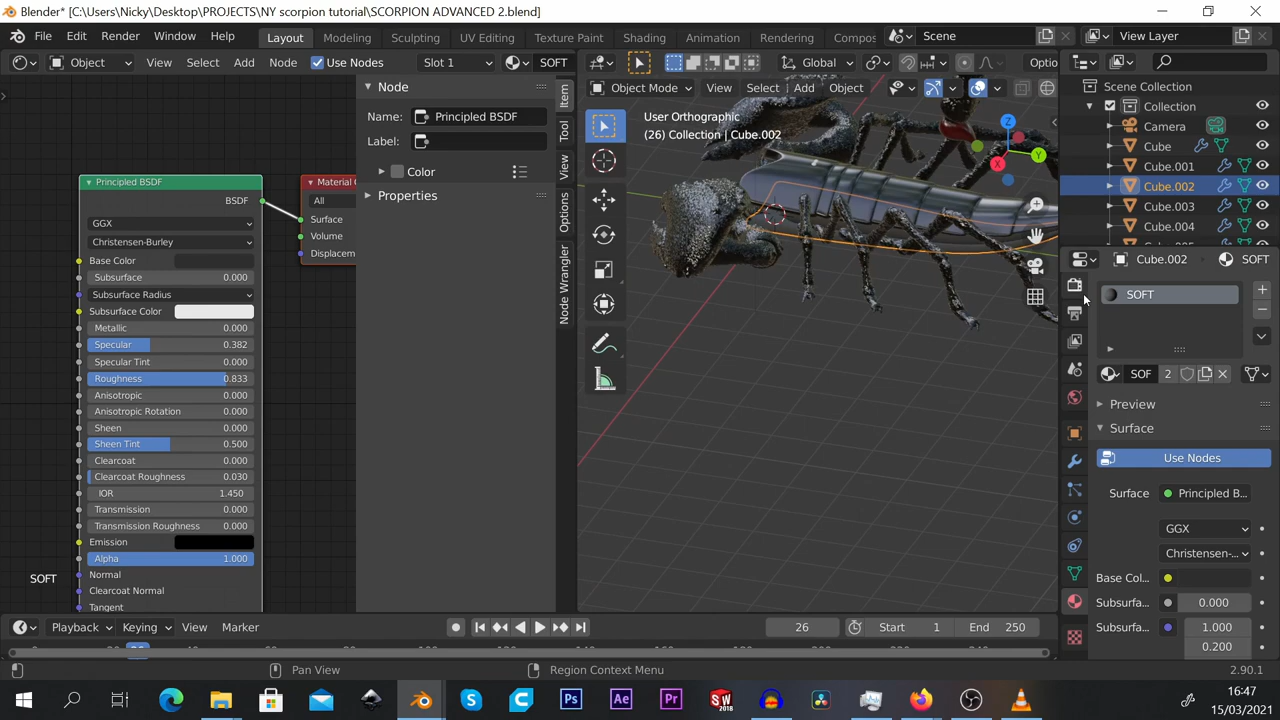 Blender* [C:\Users\Nicky\Desktop\PROJECTS\NY scorpion tutorial\SCORPION ADVANCED 2.blend]
File Edit Render Window Help Layout Modeling Sculpting UV Editing Texture Paint Shading Animation Rendering Compos Scene View Layer
Object View Select Add Node Use Nodes Slot 1 SOFT Global Optio
Object Mode View Select Add Object
Node
Name: Principled BSDF
Label:
Color
Properties
Item
Tool
View
Options
Node Wrangler
Principled BSDF
BSDF
GGX
Christensen-Burley
Base Color
Subsurface 0.000
Subsurface Radius
Subsurface Color
Metallic 0.000
Specular 0.382
Specular Tint 0.000
Roughness 0.833
Anisotropic 0.000
Anisotropic Rotation 0.000
Sheen 0.000
Sheen Tint 0.500
Clearcoat 0.000
Clearcoat Roughness 0.030
IOR 1.450
Transmission 0.000
Transmission Roughness 0.000
Emission
Alpha 1.000
Normal
Clearcoat Normal
Tangent
SOFT
Material
All
Surface
Volume
Displacem
User Orthographic
(26) Collection | Cube.002
Z
Y
X
Scene Collection
Collection
Camera
Cube
Cube.001
Cube.002
Cube.003
Cube.004
Cube.002 SOFT
SOFT
SOF 2
Preview
Surface
Use Nodes
Surface Principled B...
GGX
Christensen-...
Base Col...
Subsurfa... 0.000
Subsurfa... 1.000
0.200
Playback Keying View Marker 26 Start 1 End 250
Pan View Region Context Menu 2.90.1
16:47
15/03/2021